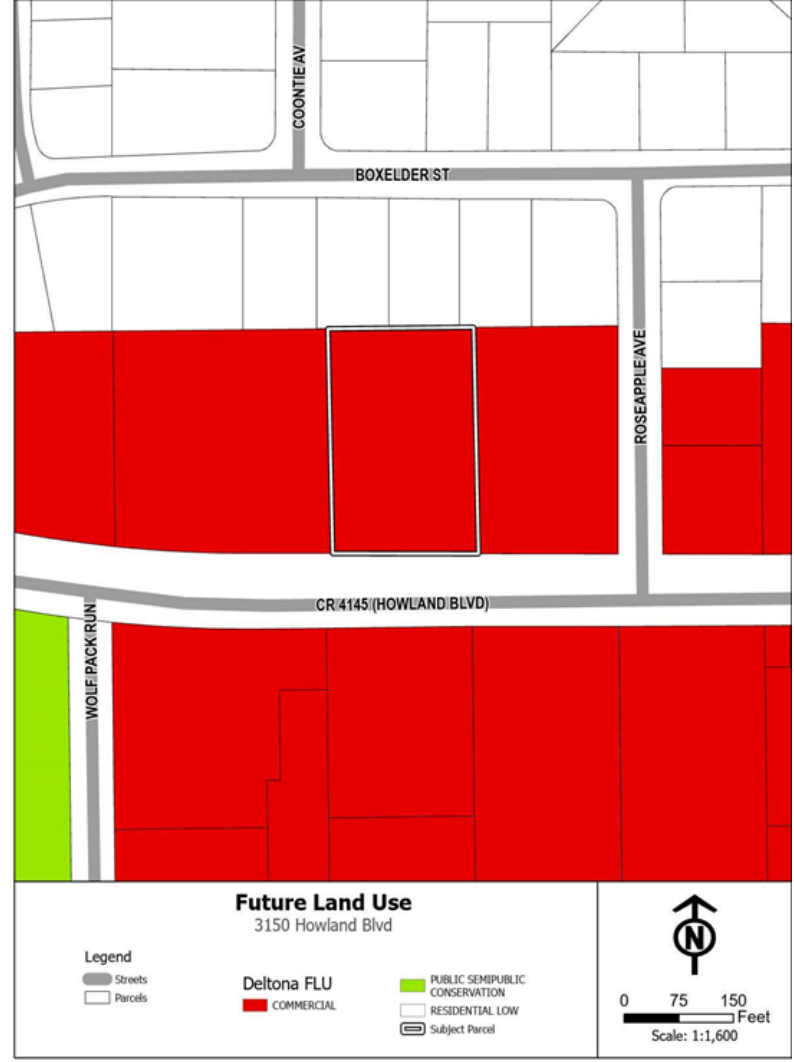 COONTIE AV
BOXELDER ST
ROSEAPPLE AVE
CR 4145 (HOWLAND BLVD)
WOLF PACK RUN
Future Land Use
3150 Howland Blvd
Legend
Streets
Parcels
Deltona FLU
COMMERCIAL
PUBLIC SEMIPUBLIC
CONSERVATION
RESIDENTIAL LOW
Subject Parcel
N
0 75 150
Feet
Scale: 1:1,600